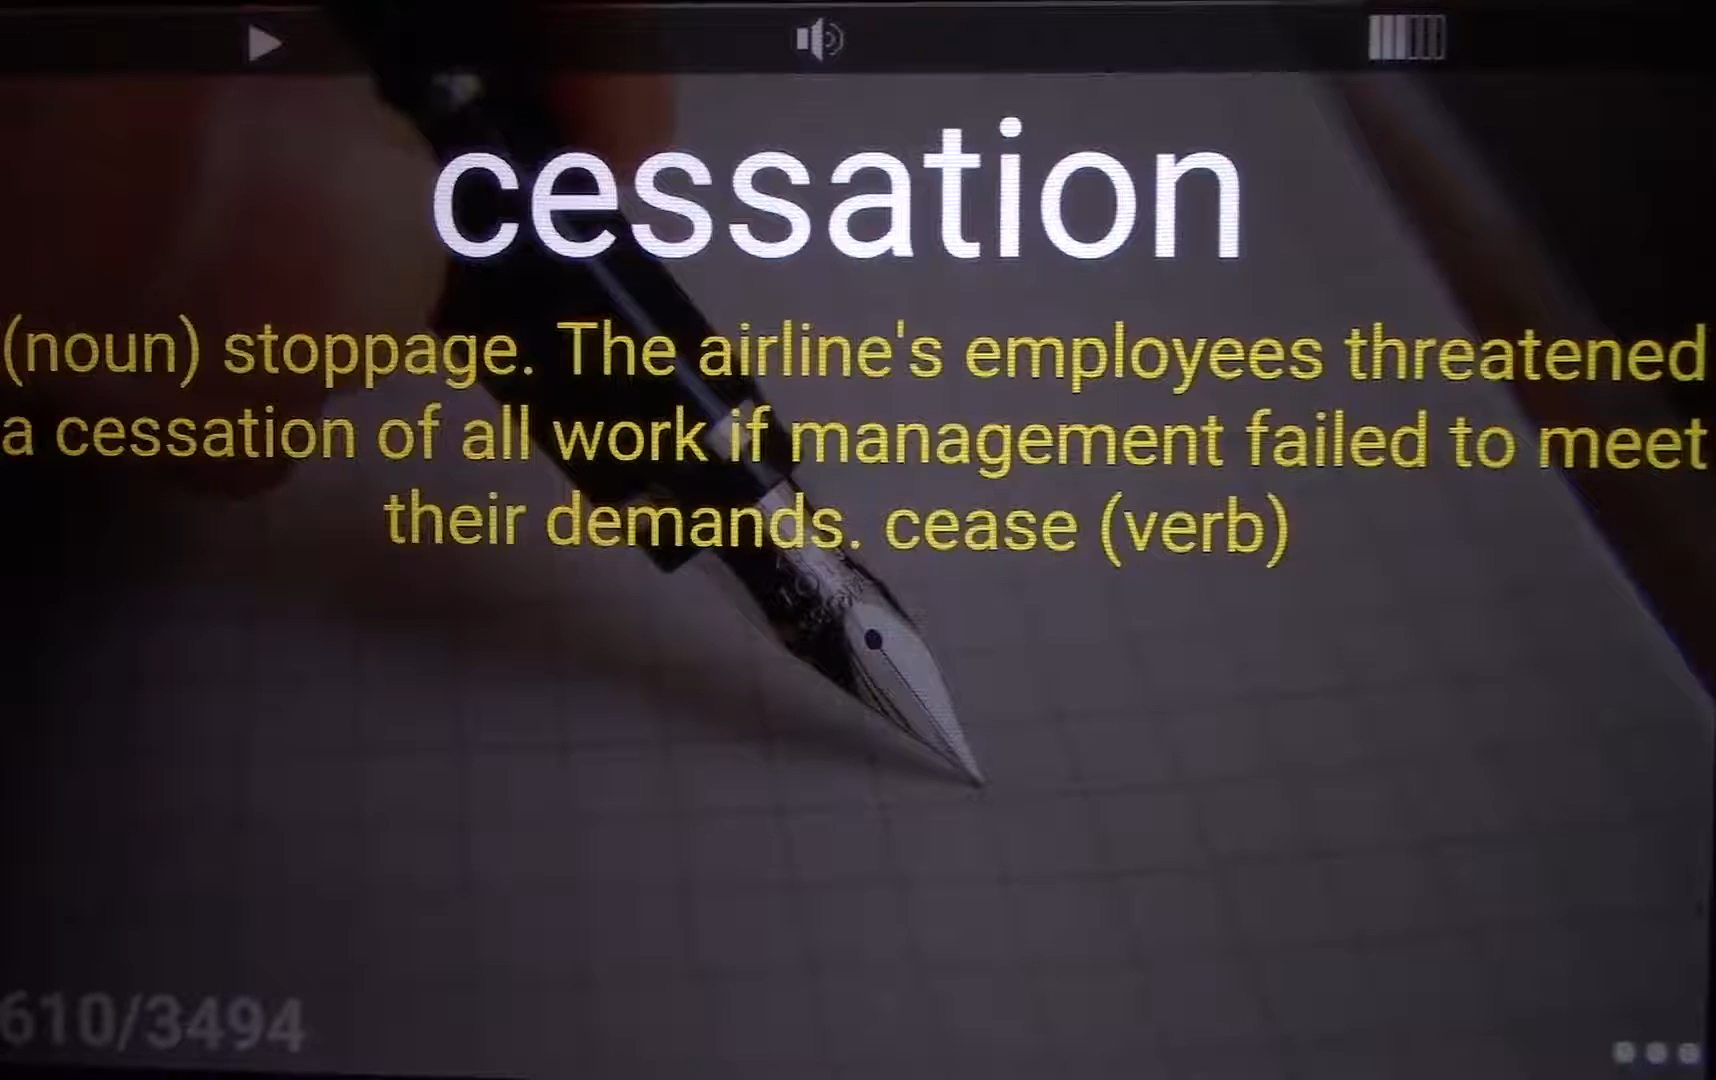 cessation
(noun) stoppage. The airline's employees threatened
a cessation of all work if management failed to meet
their demands. cease (verb)
610/3494